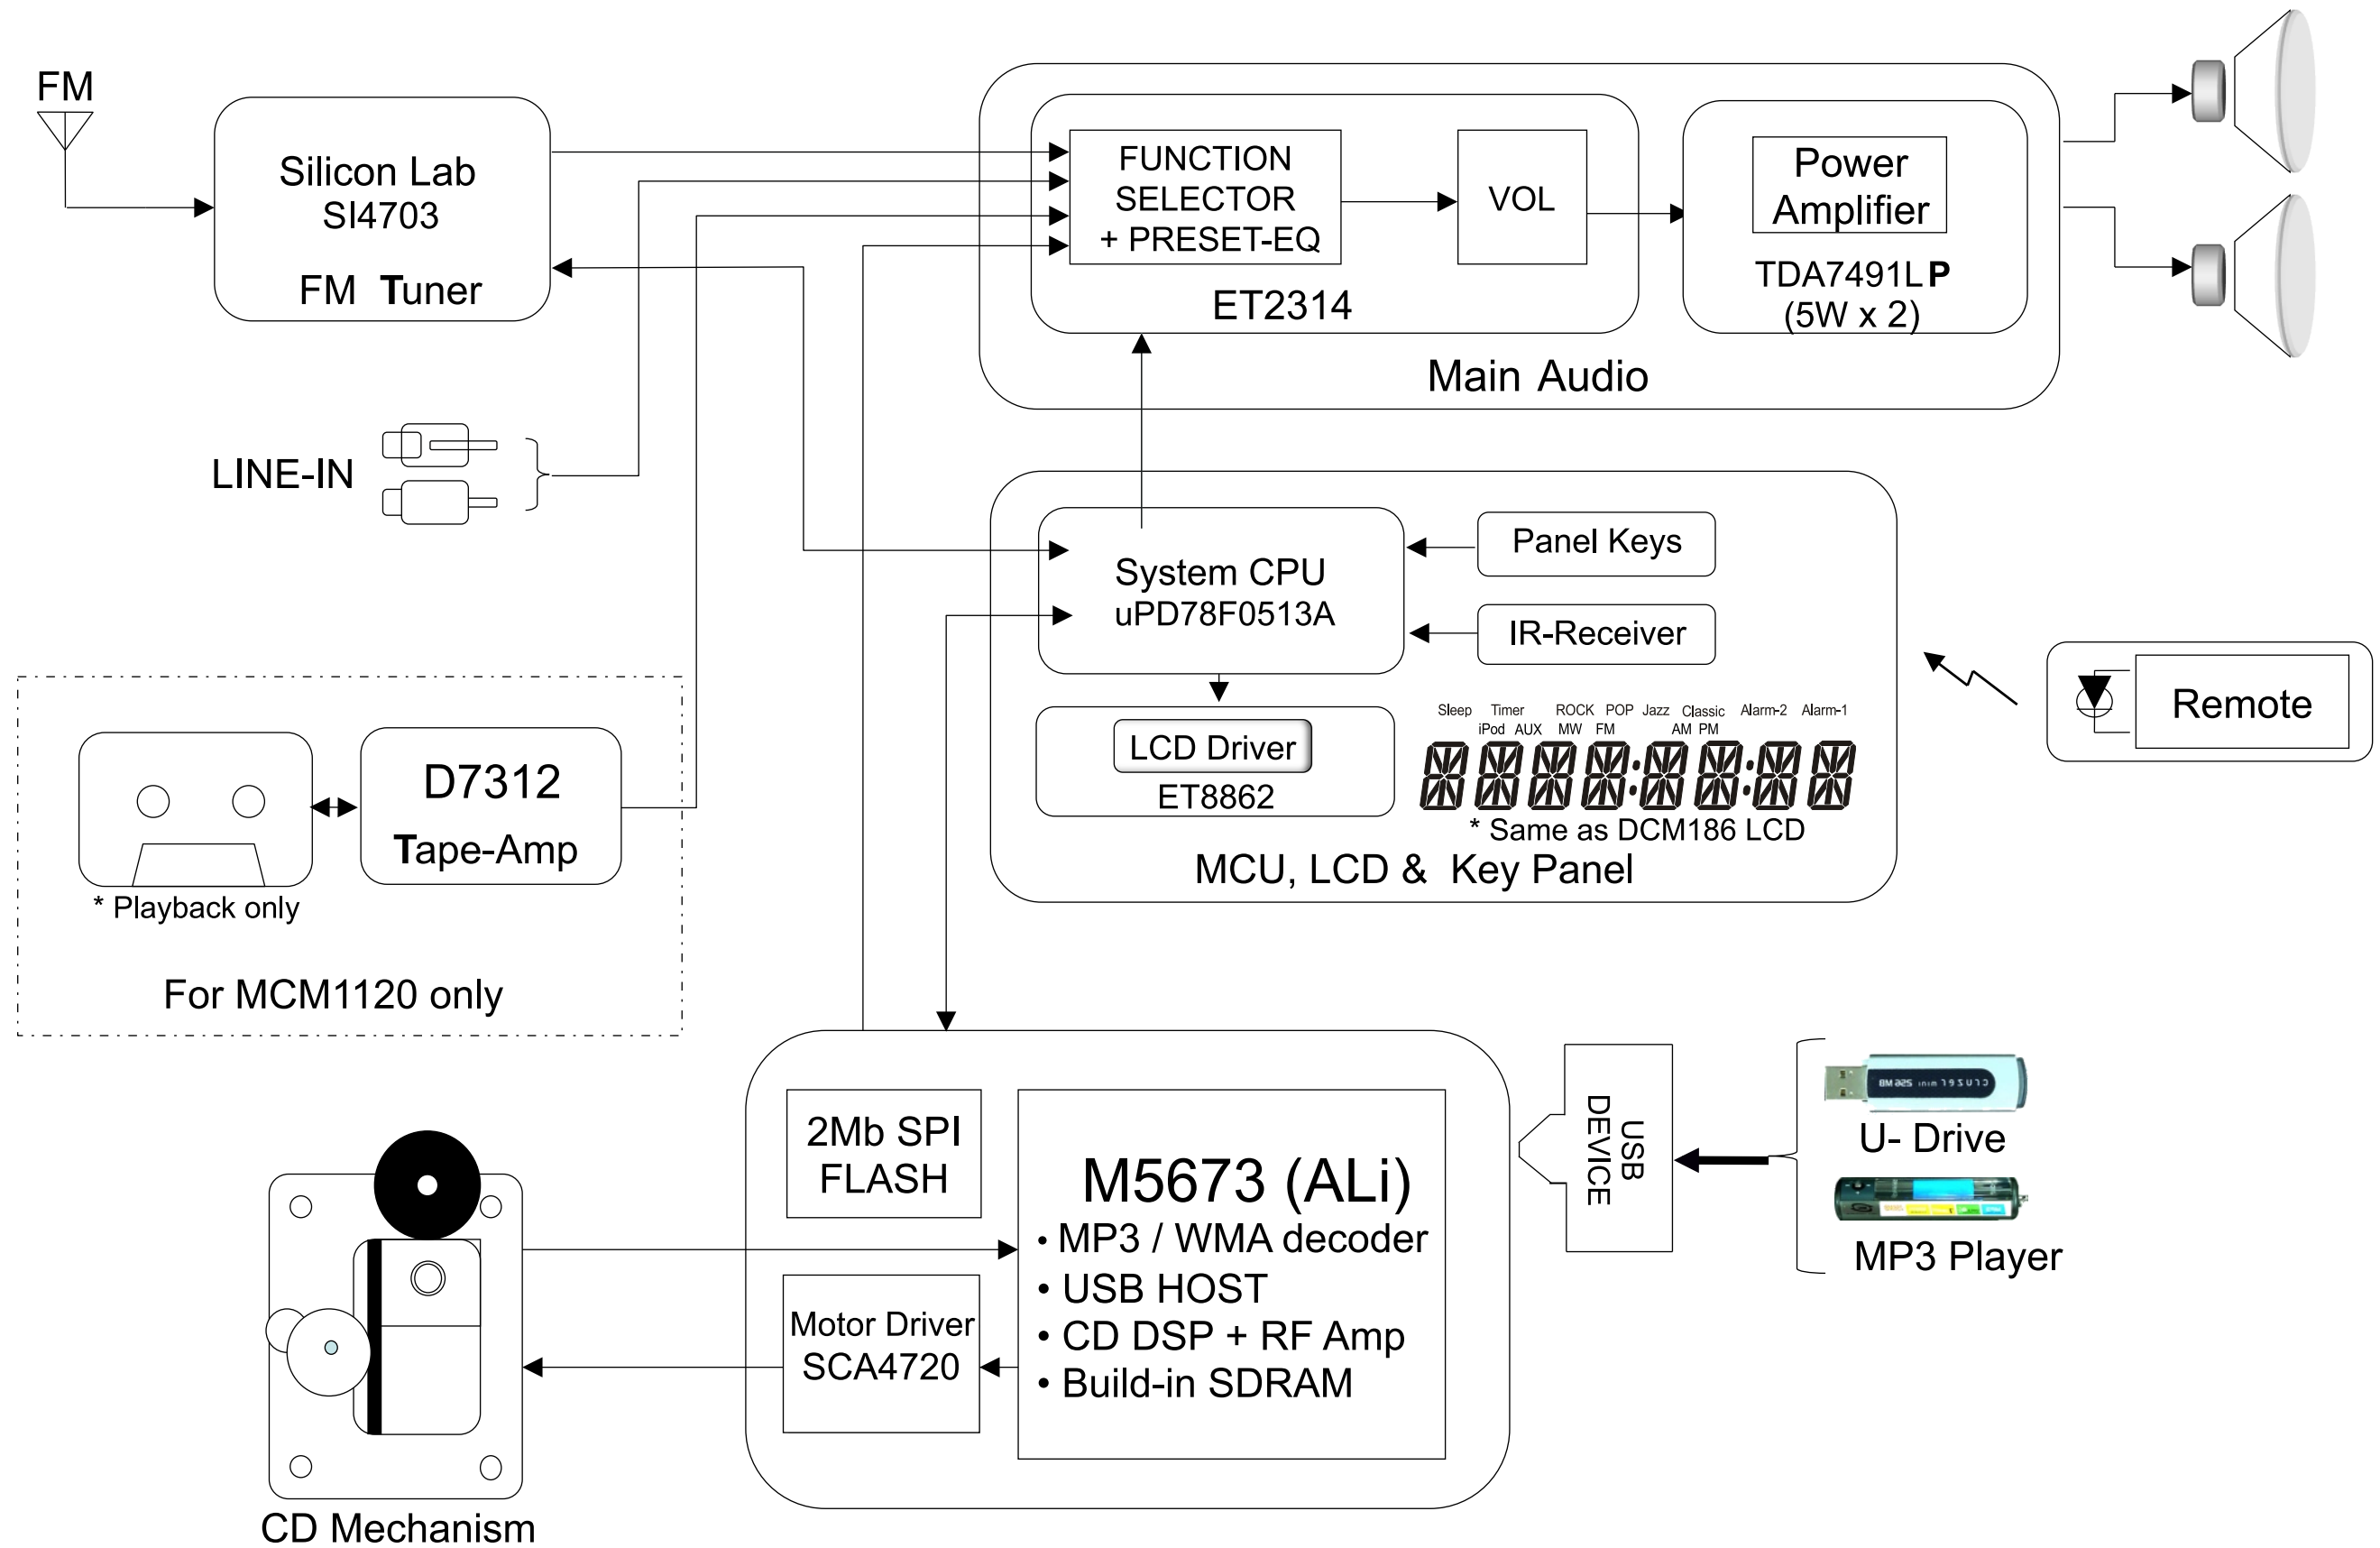 FM
Silicon Lab
SI4703
FM Tuner
FUNCTION
SELECTOR
+ PRESET-EQ
VOL
ET2314
Power
Amplifier
TDA7491LP
(5W x 2)
Main Audio
LINE-IN
System CPU
uPD78F0513A
Panel Keys
IR-Receiver
LCD Driver
ET8862
Sleep Timer ROCK POP Jazz Classic Alarm-2 Alarm-1
iPod AUX MW FM AM PM
* Same as DCM186 LCD
MCU, LCD & Key Panel
Remote
D7312
Tape-Amp
* Playback only
For MCM1120 only
2Mb SPI
FLASH
Motor Driver
SCA4720
M5673 (ALi)
• MP3 / WMA decoder
• USB HOST
• CD DSP + RF Amp
• Build-in SDRAM
USB
DEVICE
cruzer mini 256 MB
U- Drive
MP3 Player
CD Mechanism